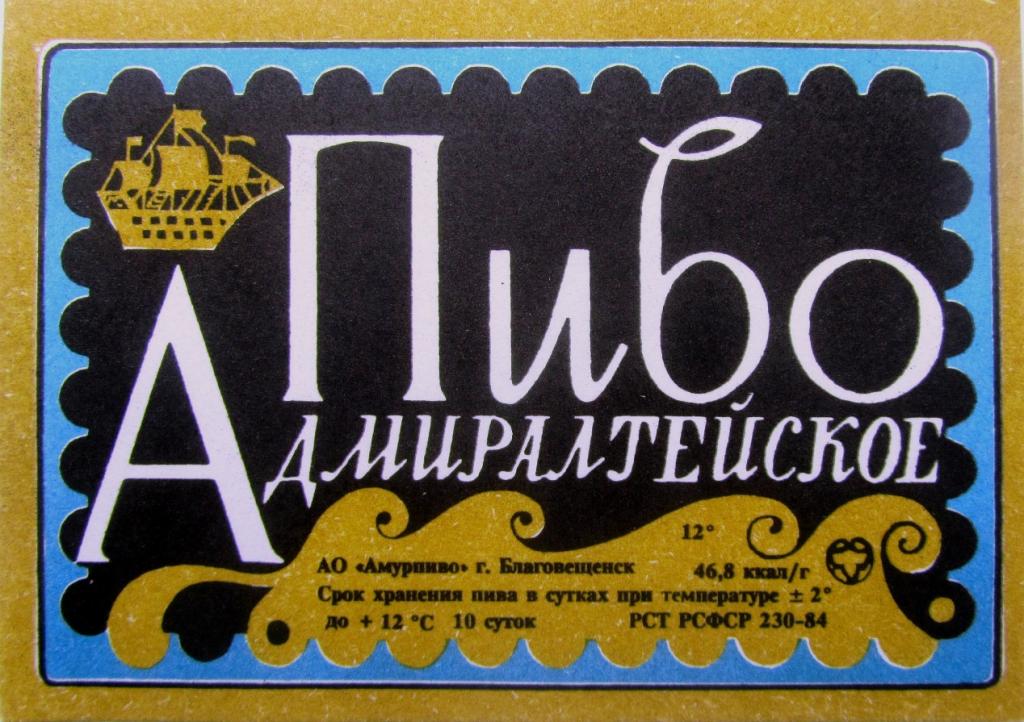 Пиво
Адмиралтейское
12°
АО «Амурпиво» г. Благовещенск
46,8 ккал/г
Срок хранения пива в сутках при температуре ± 2°
до + 12 °С 10 суток
РСТ РСФСР 230-84